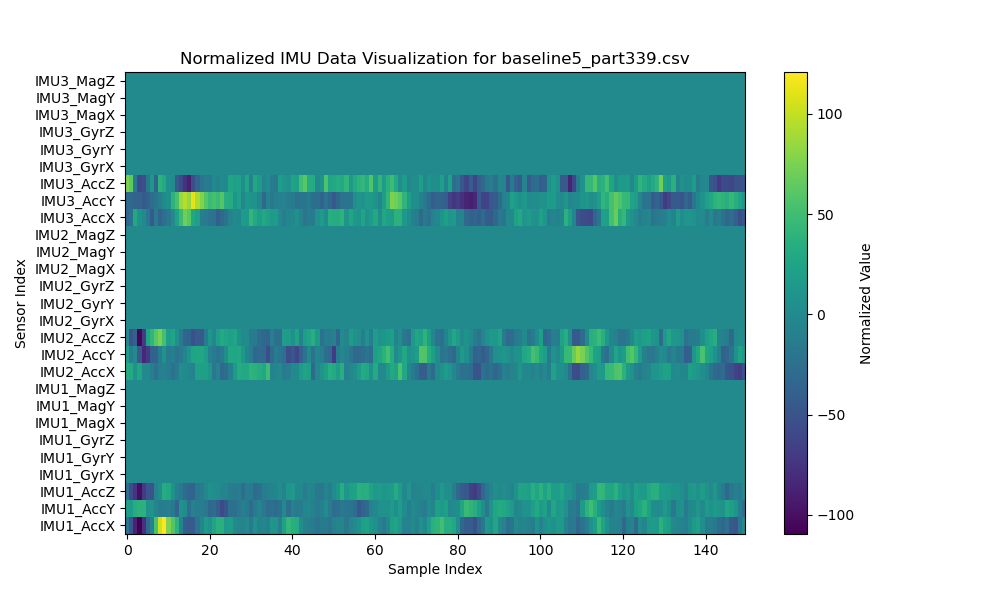 Normalized IMU Data Visualization for baseline5_part339.csv
IMU3_MagZ
IMU3_MagY
IMU3_MagX
IMU3_GyrZ
IMU3_GyrY
IMU3_GyrX
IMU3_AccZ
IMU3_AccY
IMU3_AccX
IMU2_MagZ
IMU2_MagY
IMU2_MagX
IMU2_GyrZ
IMU2_GyrY
IMU2_GyrX
IMU2_AccZ
IMU2_AccY
IMU2_AccX
IMU1_MagZ
IMU1_MagY
IMU1_MagX
IMU1_GyrZ
IMU1_GyrY
IMU1_GyrX
IMU1_AccZ
IMU1_AccY
IMU1_AccX
Sensor Index
0 20 40 60 80 100 120 140
Sample Index
100
50
0
−50
−100
Normalized Value